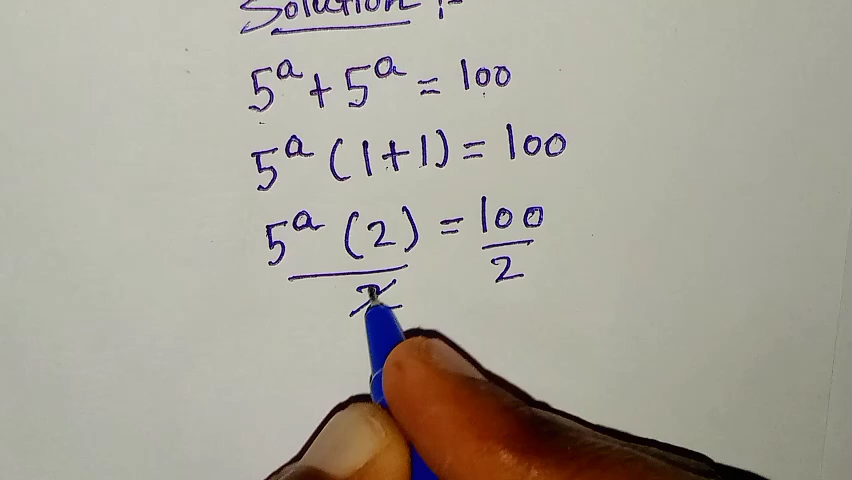 Solution :-
5^a + 5^a = 100
5^a (1+1) = 100
5^a (2) / 2 = 100 / 2